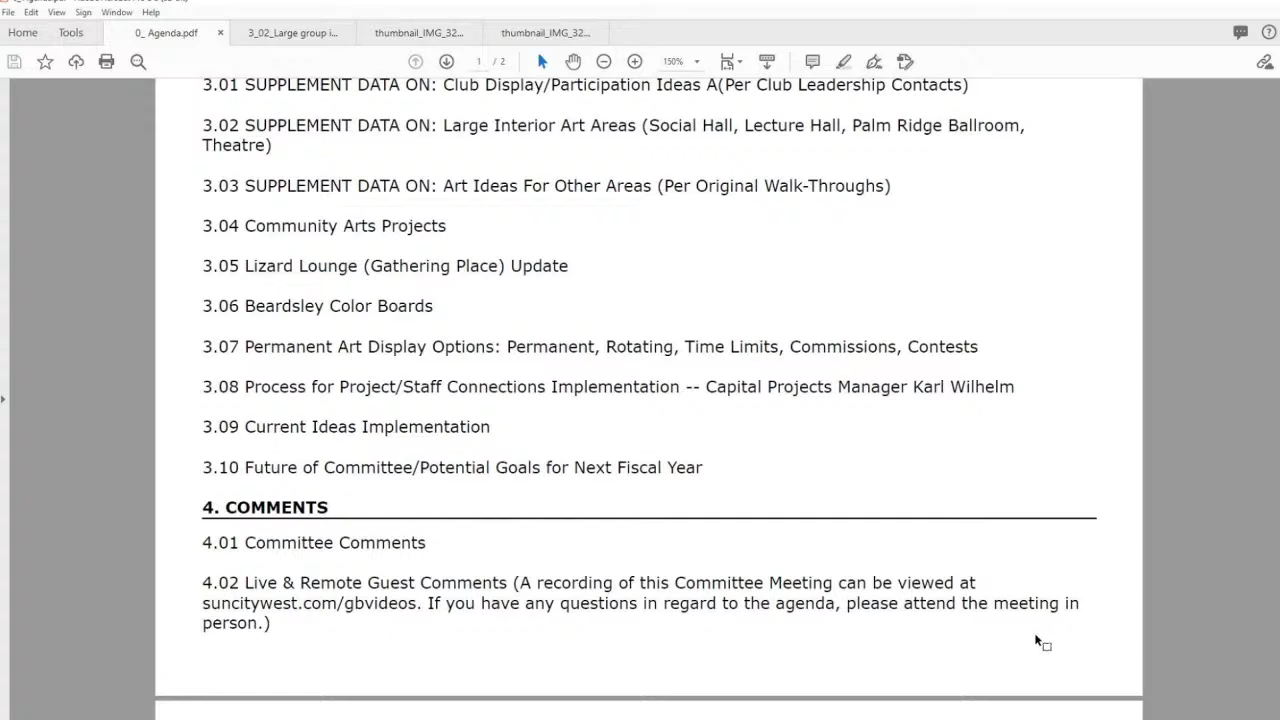 File Edit View Sign Window Help
Home Tools 0_ Agenda.pdf × 3_02_Large group i... thumbnail_IMG_32... thumbnail_IMG_32...
1 / 2 150%
3.01 SUPPLEMENT DATA ON: Club Display/Participation Ideas A(Per Club Leadership Contacts)
3.02 SUPPLEMENT DATA ON: Large Interior Art Areas (Social Hall, Lecture Hall, Palm Ridge Ballroom,
Theatre)
3.03 SUPPLEMENT DATA ON: Art Ideas For Other Areas (Per Original Walk-Throughs)
3.04 Community Arts Projects
3.05 Lizard Lounge (Gathering Place) Update
3.06 Beardsley Color Boards
3.07 Permanent Art Display Options: Permanent, Rotating, Time Limits, Commissions, Contests
3.08 Process for Project/Staff Connections Implementation -- Capital Projects Manager Karl Wilhelm
3.09 Current Ideas Implementation
3.10 Future of Committee/Potential Goals for Next Fiscal Year
4. COMMENTS
4.01 Committee Comments
4.02 Live & Remote Guest Comments (A recording of this Committee Meeting can be viewed at
suncitywest.com/gbvideos. If you have any questions in regard to the agenda, please attend the meeting in
person.)